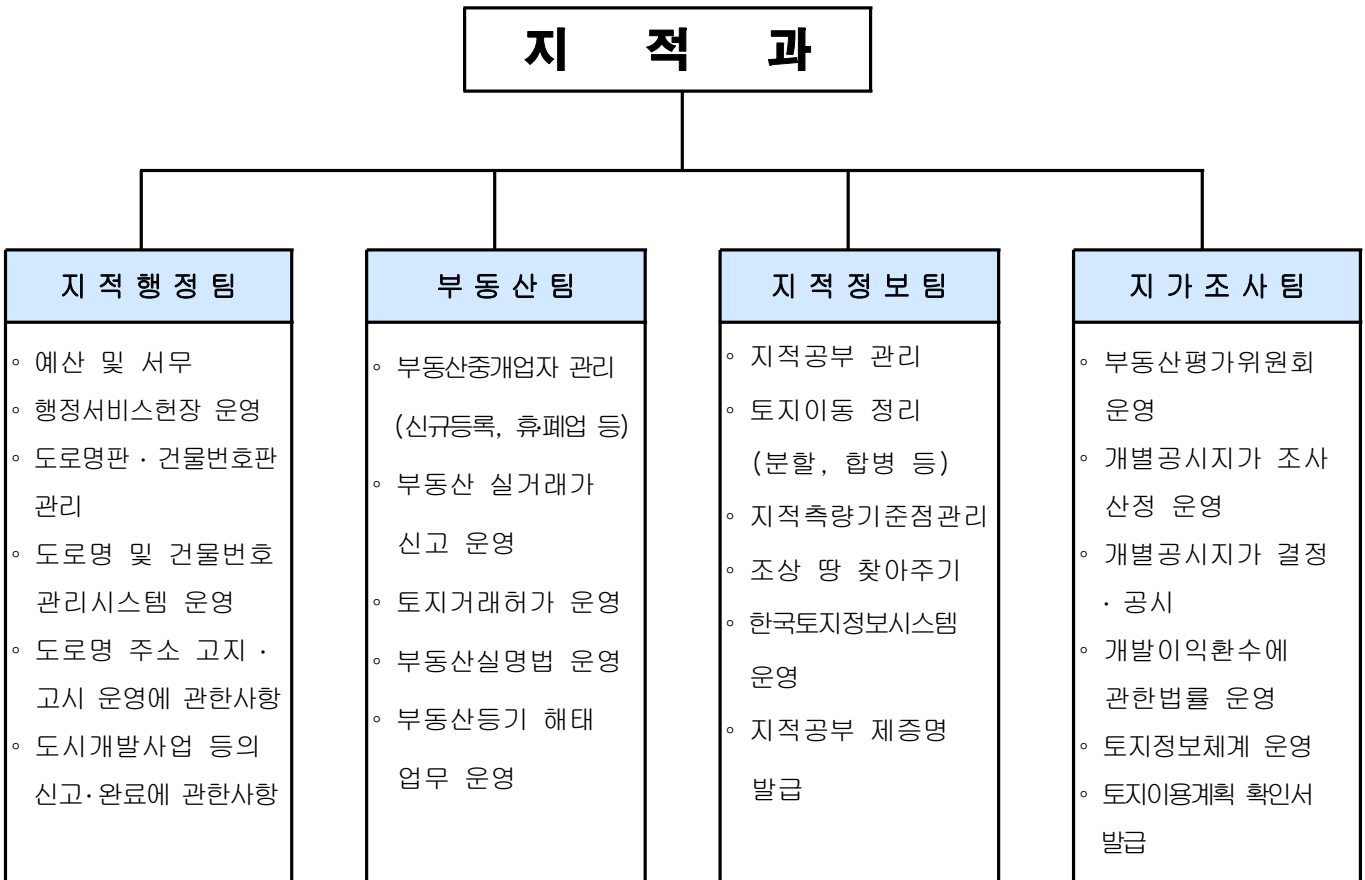 지 적 과
지적행정팀
◦ 예산 및 서무
◦ 행정서비스헌장 운영
◦ 도로명판 · 건물번호판
관리
◦ 도로명 및 건물번호
관리시스템 운영
◦ 도로명 주소 고지 ·
고시 운영에 관한사항
◦ 도시개발사업 등의
신고·완료에 관한사항
부동산팀
◦ 부동산중개업자 관리
(신규등록, 휴·폐업 등)
◦ 부동산 실거래가
신고 운영
◦ 토지거래허가 운영
◦ 부동산실명법 운영
◦ 부동산등기 해태
업무 운영
지적정보팀
◦ 지적공부 관리
◦ 토지이동 정리
(분할, 합병 등)
◦ 지적측량기준점관리
◦ 조상 땅 찾아주기
◦ 한국토지정보시스템
운영
◦ 지적공부 제증명
발급
지가조사팀
◦ 부동산평가위원회
운영
◦ 개별공시지가 조사
산정 운영
◦ 개별공시지가 결정
· 공시
◦ 개발이익환수에
관한법률 운영
◦ 토지정보체계 운영
◦ 토지이용계획 확인서
발급